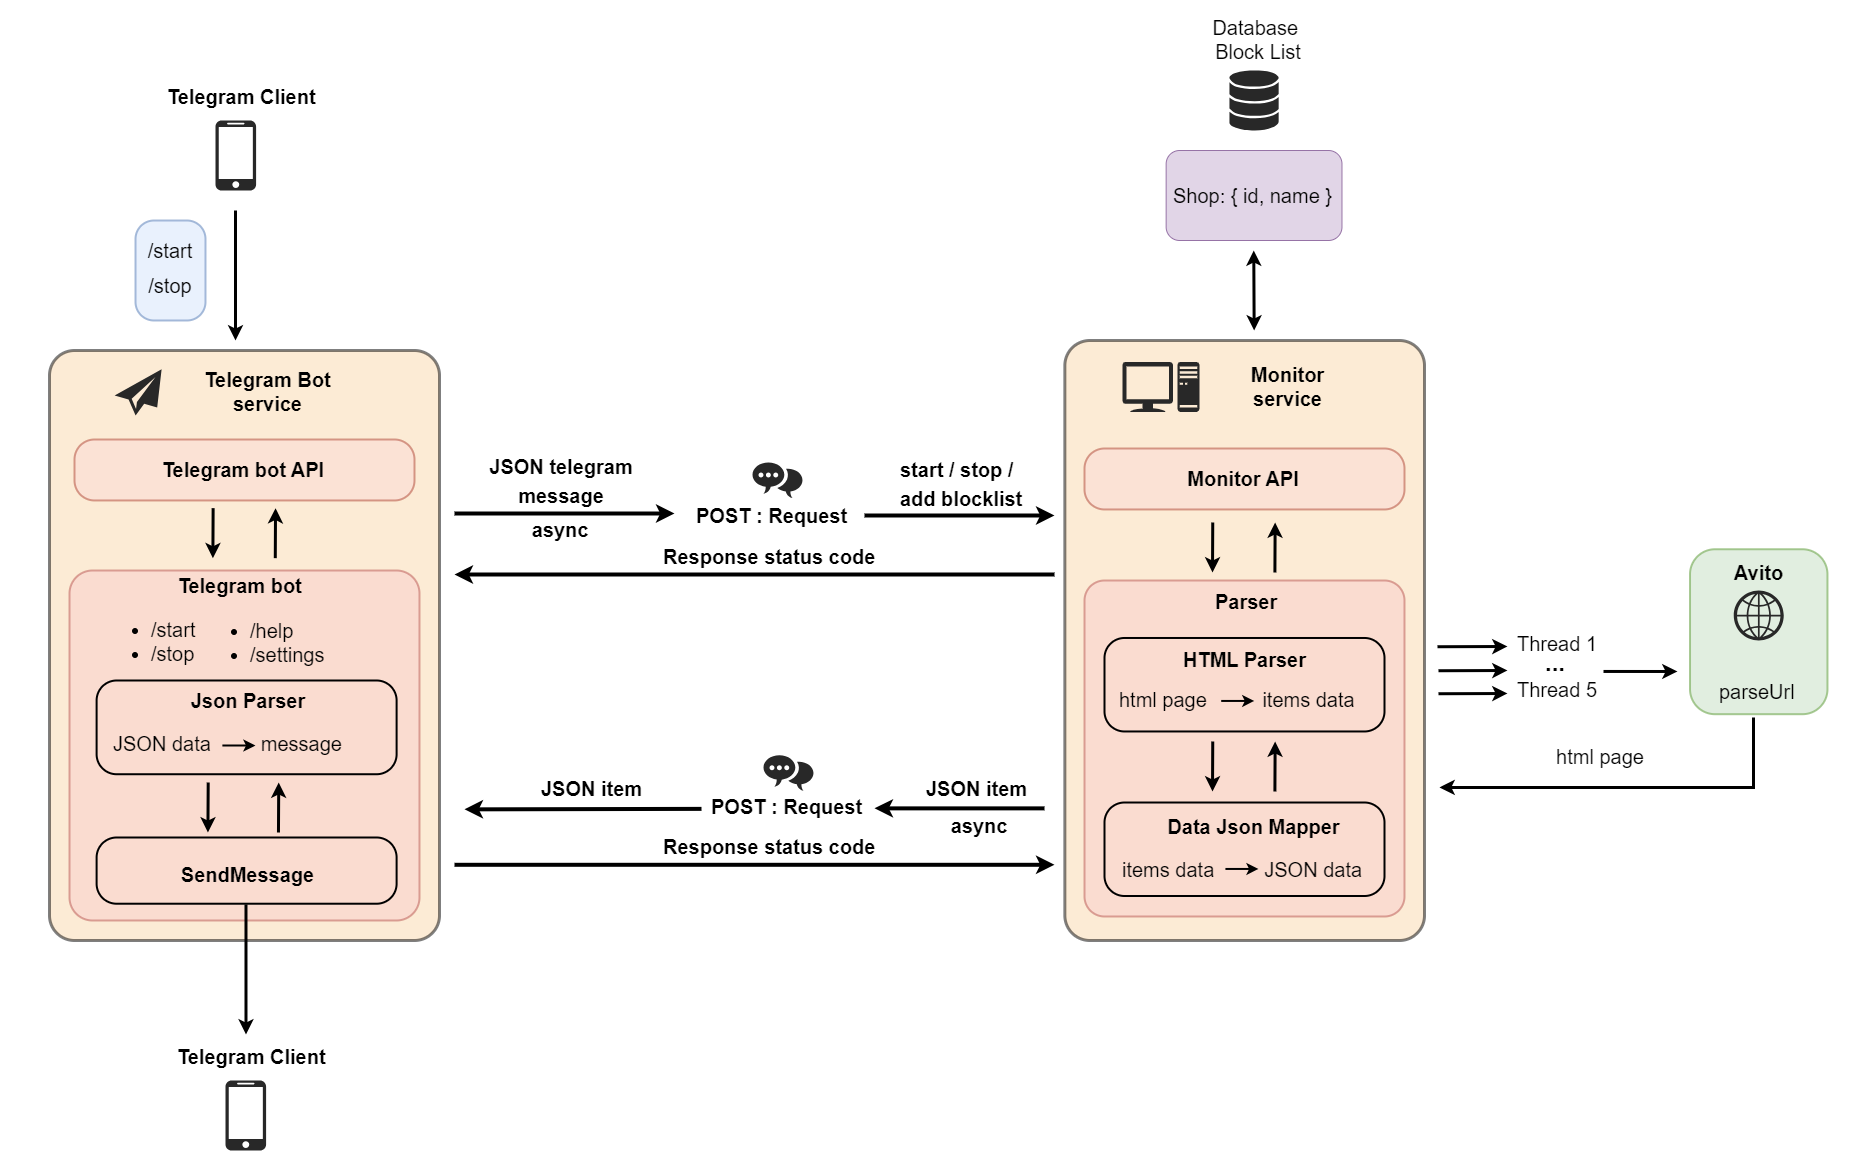 Database
Block List
Telegram Client
Shop: { id, name }
/start
/stop
Telegram Bot
service
Telegram bot API
Telegram bot
/start
/stop
/help
/settings
Json Parser
JSON data
message
SendMessage
Telegram Client
JSON telegram
message
async
POST : Request
start / stop /
add blocklist
Response status code
JSON item
POST : Request
JSON item
async
Response status code
Monitor
service
Monitor API
Parser
HTML Parser
html page
items data
Data Json Mapper
items data
JSON data
Thread 1
...
Thread 5
Avito
parseUrl
html page